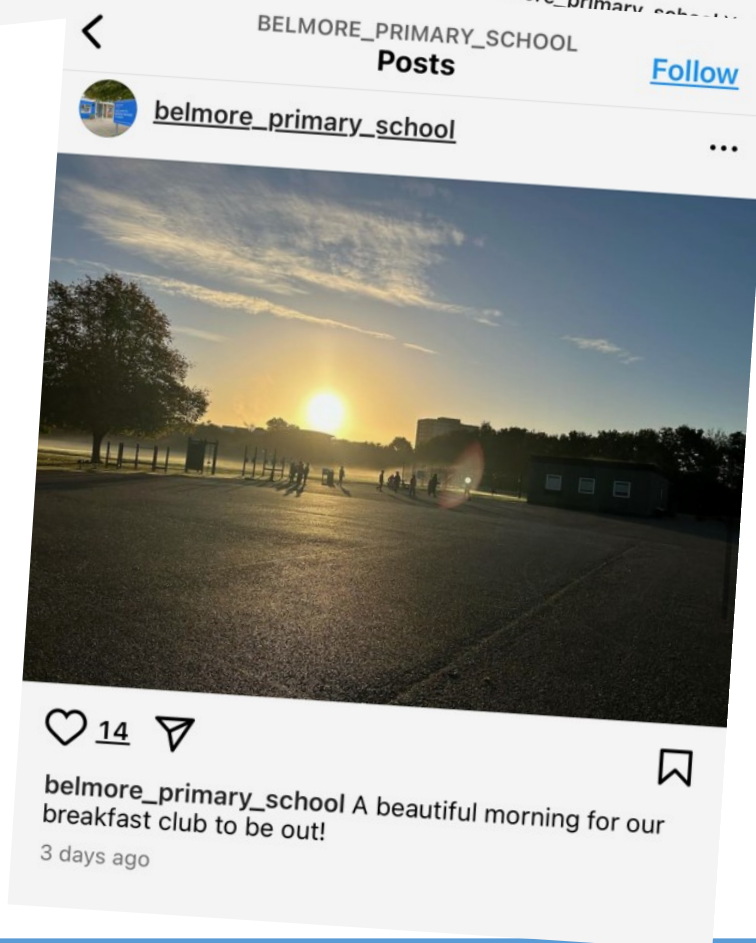 BELMORE_PRIMARY_SCHOOL
Posts
Follow
belmore_primary_school
14
belmore_primary_school A beautiful morning for our
breakfast club to be out!
3 days ago